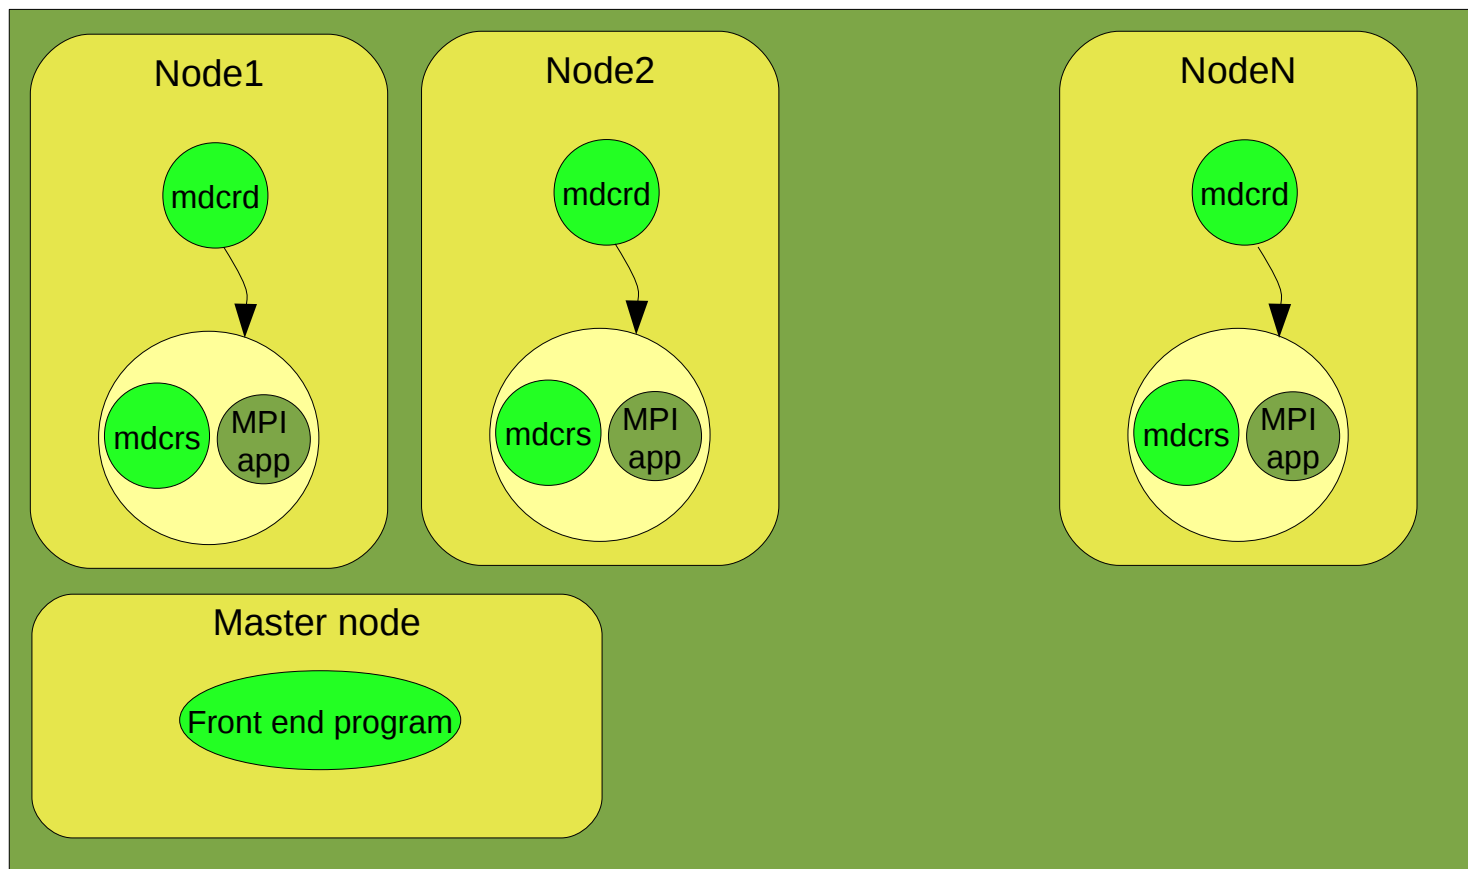 Node1
mdcrd
mdcrs
MPI
app
Node2
mdcrd
mdcrs
MPI
app
NodeN
mdcrd
mdcrs
MPI
app
Master node
Front end program